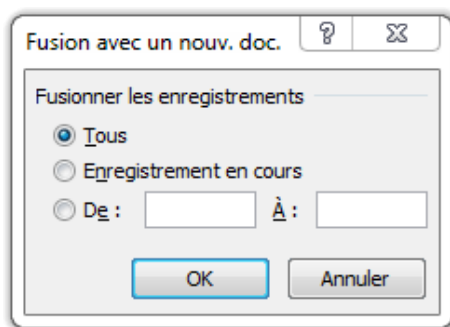 Fusion avec un nouv. doc.
Fusionner les enregistrements
Tous
Enregistrement en cours
De : À :
OK Annuler